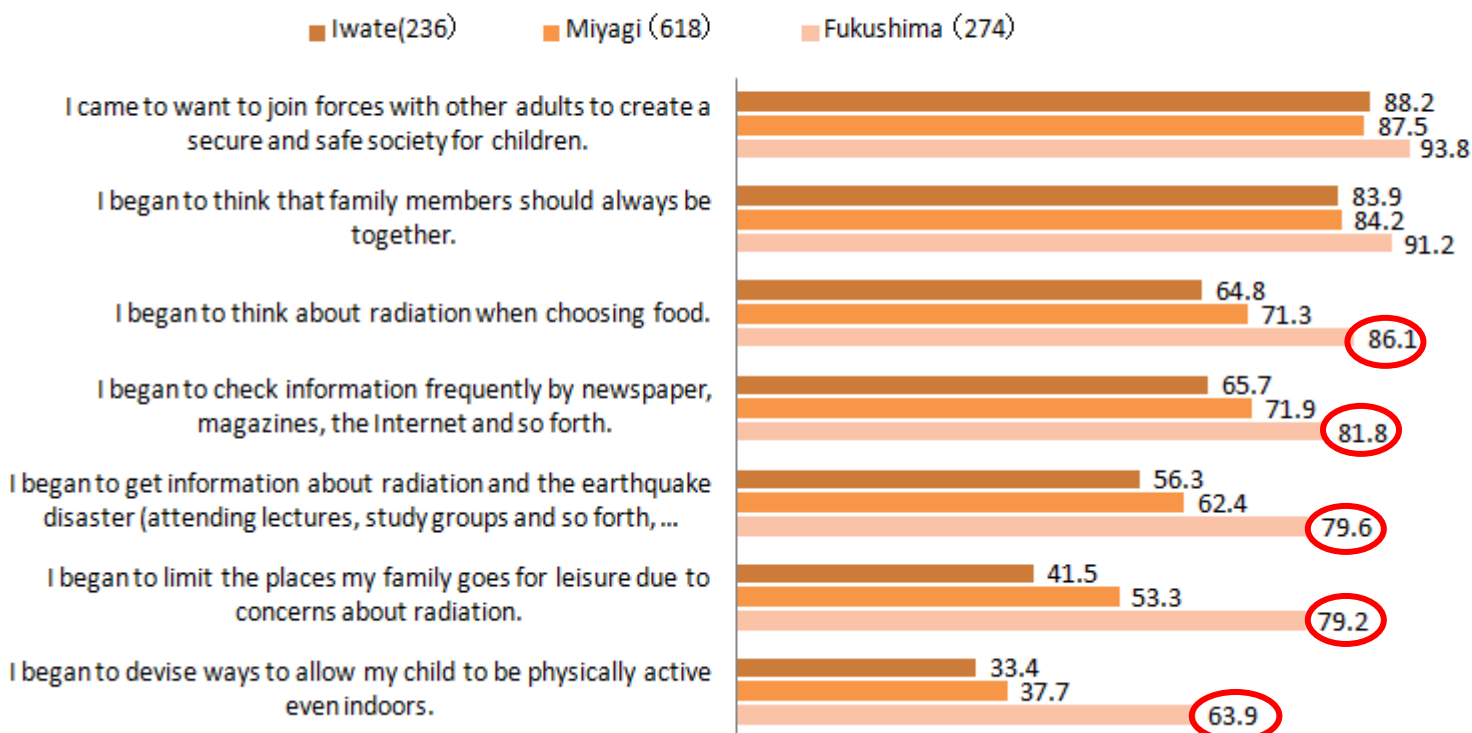 Iwate(236) Miyagi (618) Fukushima (274)
I came to want to join forces with other adults to create a
secure and safe society for children.
88.2
87.5
93.8
I began to think that family members should always be
together.
83.9
84.2
91.2
I began to think about radiation when choosing food.
64.8
71.3
86.1
I began to check information frequently by newspaper,
magazines, the Internet and so forth.
65.7
71.9
81.8
I began to get information about radiation and the earthquake
disaster (attending lectures, study groups and so forth, ...
56.3
62.4
79.6
I began to limit the places my family goes for leisure due to
concerns about radiation.
41.5
53.3
79.2
I began to devise ways to allow my child to be physically active
even indoors.
33.4
37.7
63.9